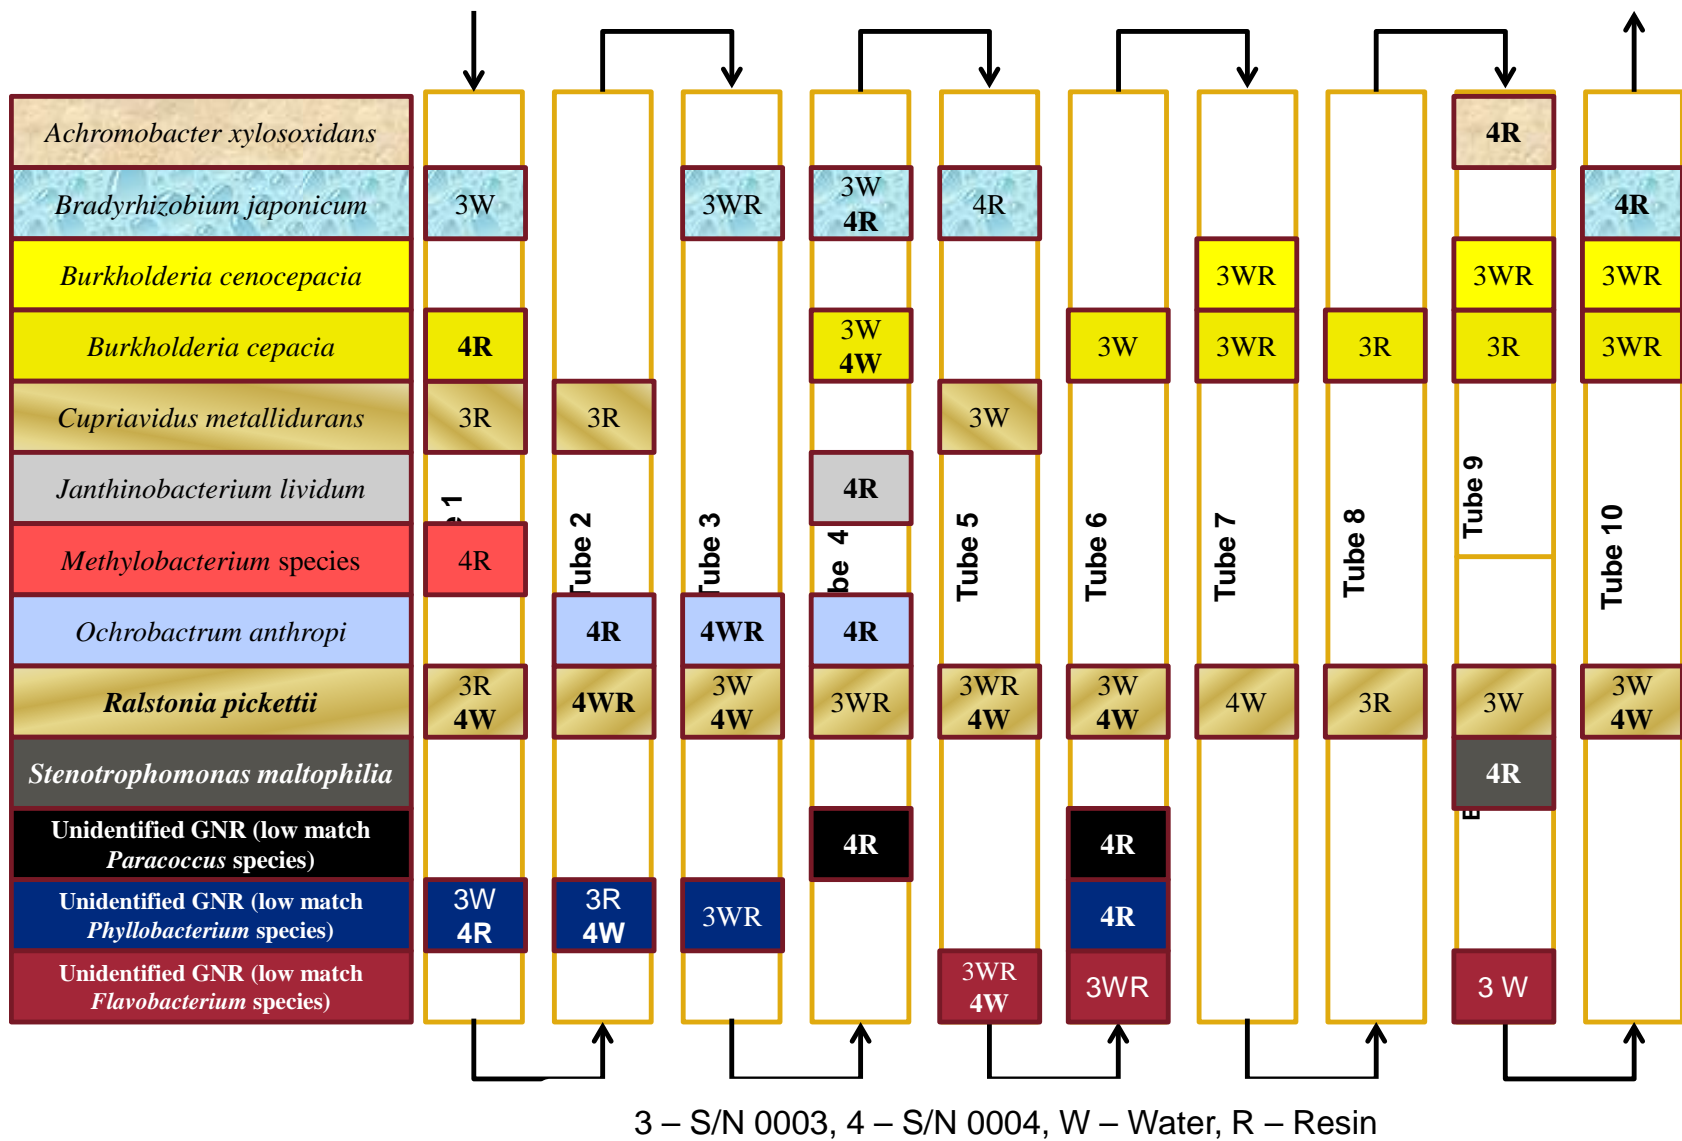 Achromobacter xylosoxidans
4R
Bradyrhizobium japonicum
3W
3WR
3W
4R
4R
4R
Burkholderia cenocepacia
3WR
3WR
3WR
Burkholderia cepacia
4R
3W
4W
3W
3WR
3R
3R
3WR
Cupriavidus metallidurans
3R
3R
3W
Janthinobacterium lividum
4R
Methylobacterium species
4R
1
Tube 2
Tube 3
be 4
Tube 5
Tube 6
Tube 7
Tube 8
Tube 9
Tube 10
Ochrobactrum anthropi
4R
4WR
4R
Ralstonia pickettii
3R
4W
4WR
3W
4W
3WR
3WR
4W
3W
4W
4W
3R
3W
3W
4W
Stenotrophomonas maltophilia
4R
Unidentified GNR (low match
Paracoccus species)
4R
4R
Unidentified GNR (low match
Phyllobacterium species)
3W
4R
3R
4W
3WR
4R
Unidentified GNR (low match
Flavobacterium species)
3WR
4W
3WR
3 W
3 – S/N 0003, 4 – S/N 0004, W – Water, R – Resin